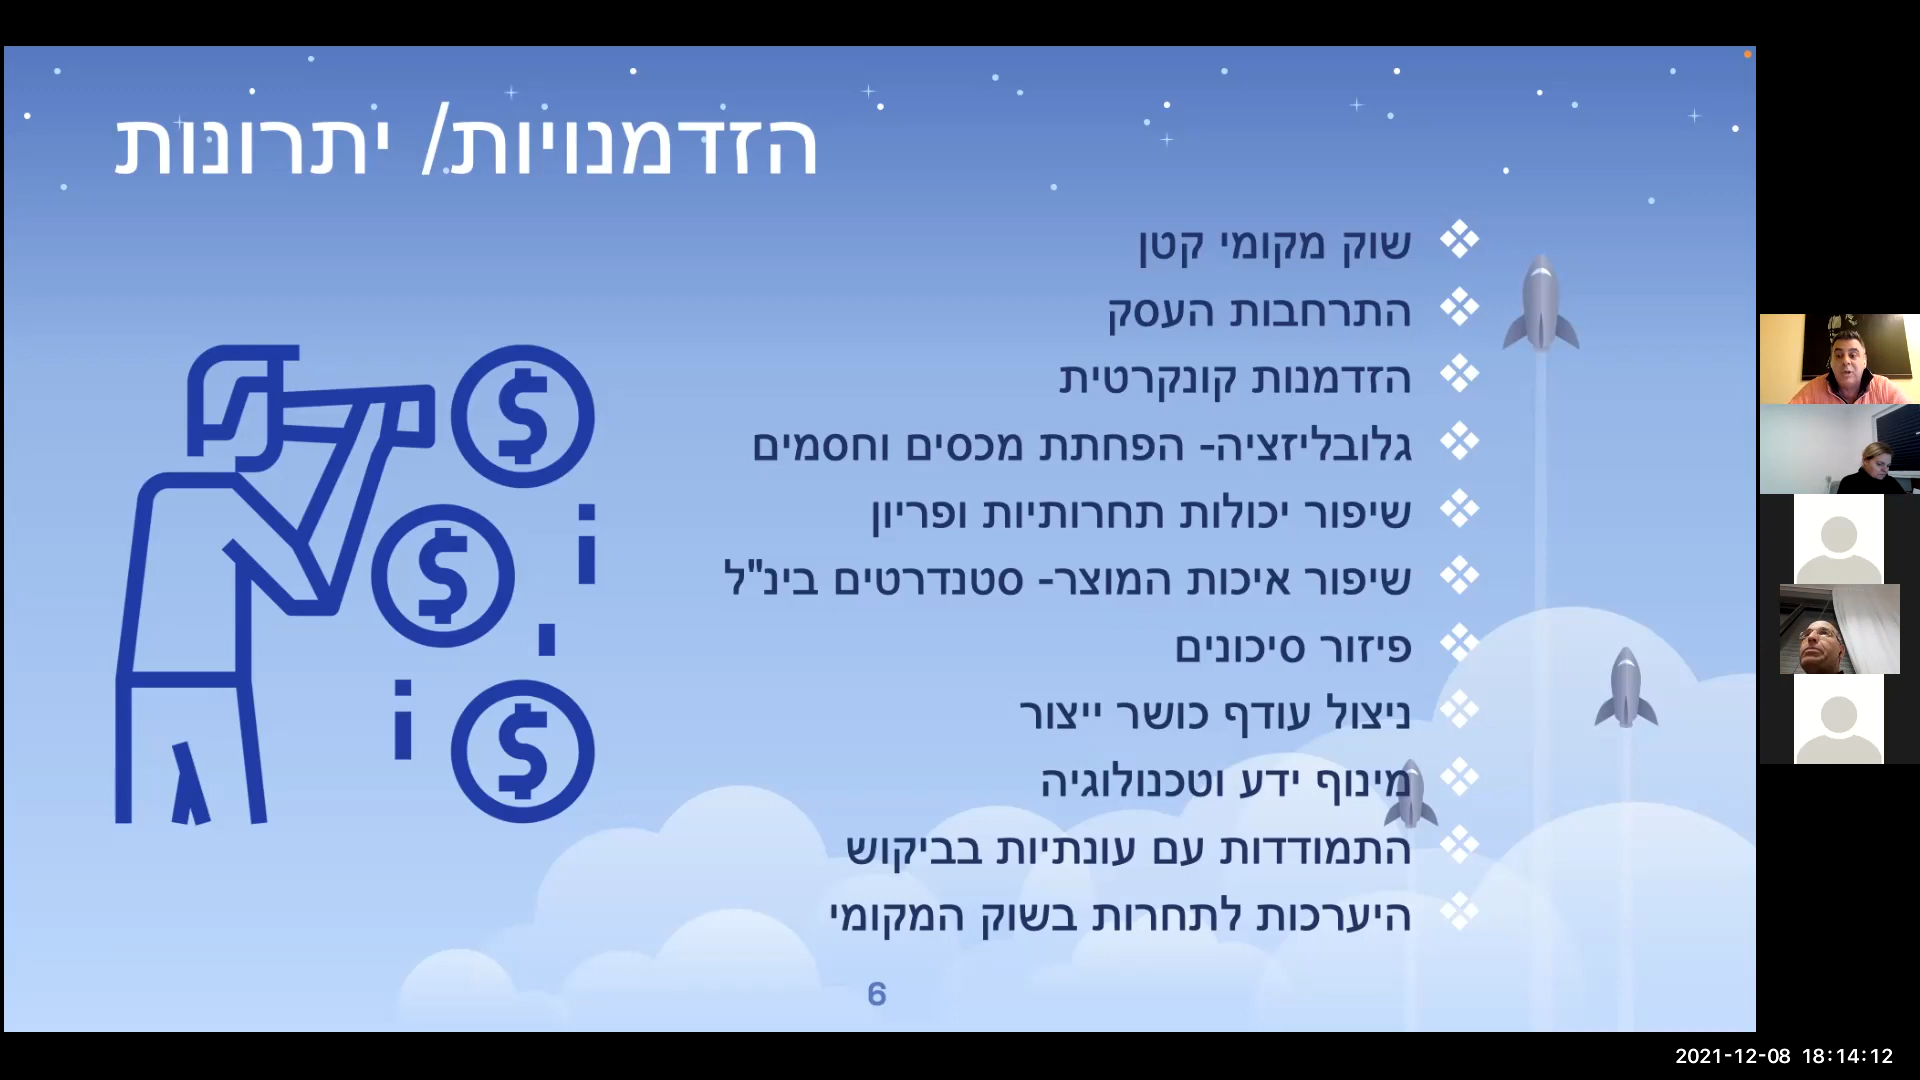 הזדמנויות/ יתרונות
❖ שוק מקומי קטן
❖ התרחבות העסק
❖ הזדמנות קונקרטית
❖ גלובליזציה- הפחתת מכסים וחסמים
❖ שיפור יכולות תחרותיות ופריון
❖ שיפור איכות המוצר- סטנדרטים בינ"ל
❖ פיזור סיכונים
❖ ניצול עודף כושר ייצור
❖ מינוף ידע וטכנולוגיה
❖ התמודדות עם עונתיות בביקוש
❖ היערכות לתחרות בשוק המקומי
6
2021-12-08 18:14:12